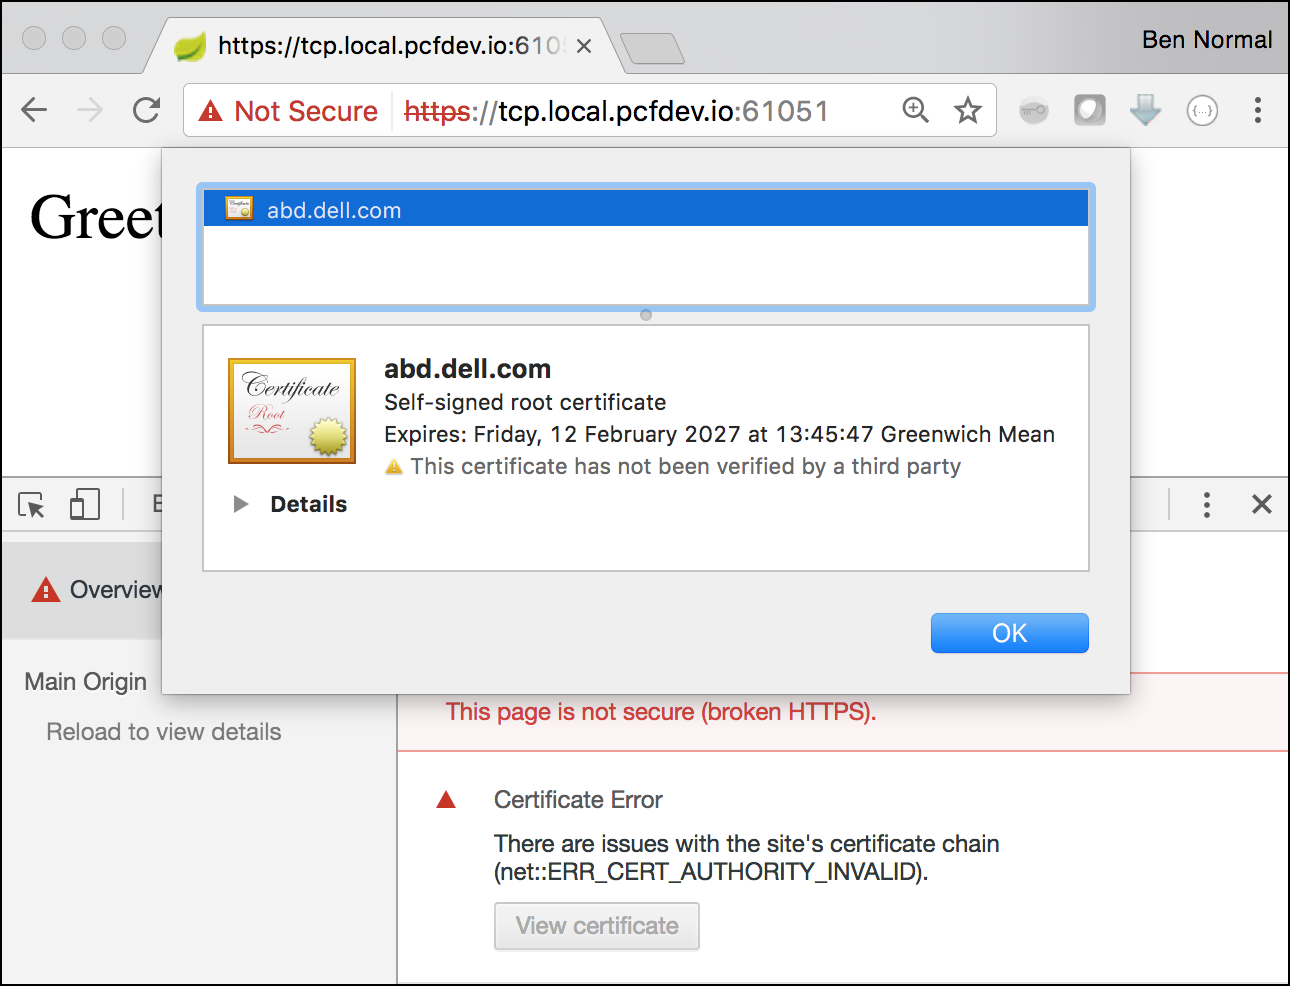 https://tcp.local.pcfdev.io:6105
Ben Normal
Not Secure
https://tcp.local.pcfdev.io:61051
{...}
Greet
abd.dell.com
Certificate
Root
abd.dell.com
Self-signed root certificate
Expires: Friday, 12 February 2027 at 13:45:47 Greenwich Mean
This certificate has not been verified by a third party
Details
OK
Overview
Main Origin
Reload to view details
This page is not secure (broken HTTPS).
Certificate Error
There are issues with the site's certificate chain
(net::ERR_CERT_AUTHORITY_INVALID).
View certificate